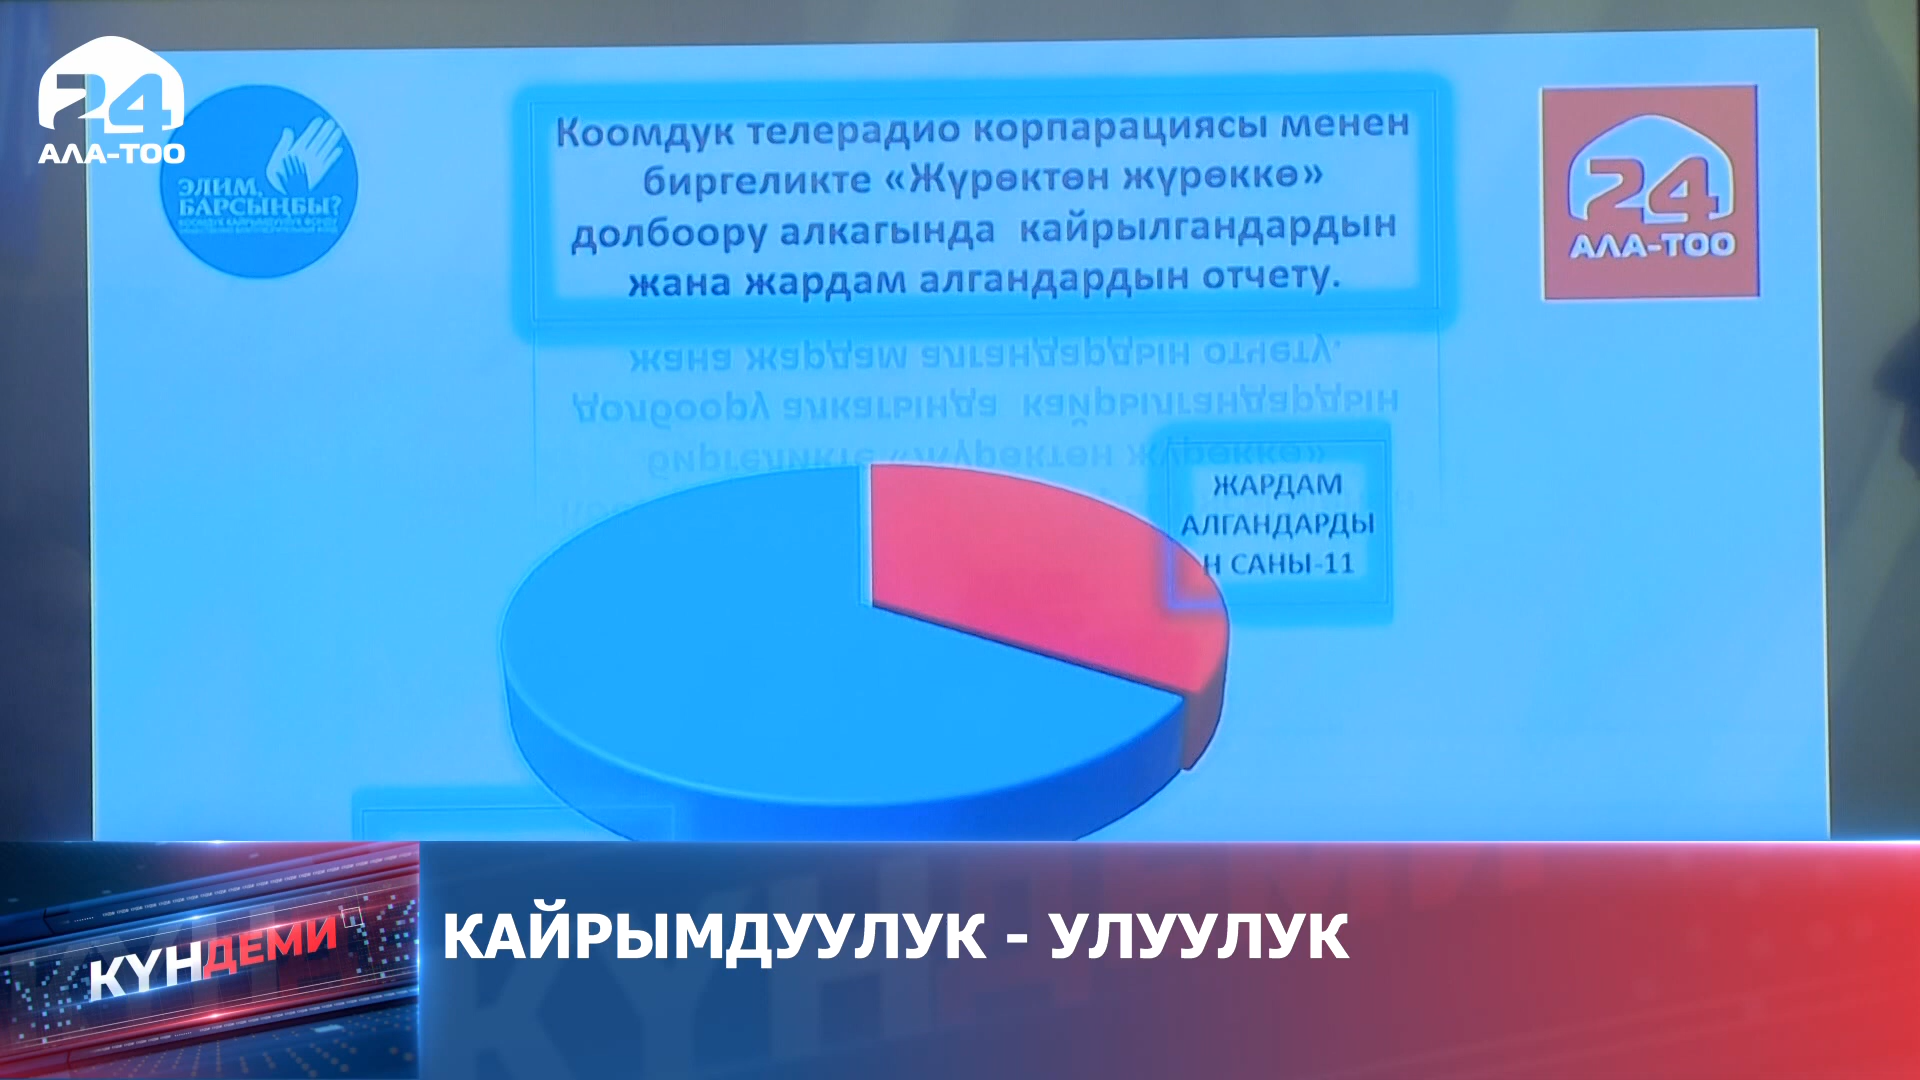 24
АЛА-ТОО
ЭЛИМ,
БАРСЫҢБЫ?
Коомдук телерадио корпарациясы менен
биргеликте «Жүрөктөн жүрөккө»
долбоору алкагында кайрылгандардын
жана жардам алгандардын отчету.
24
АЛА-ТОО
ЖАРДАМ
АЛГАНДАРДЫ
Н САНЫ-11
КҮНДЕМИ
КАЙРЫМДУУЛУК - УЛУУЛУК